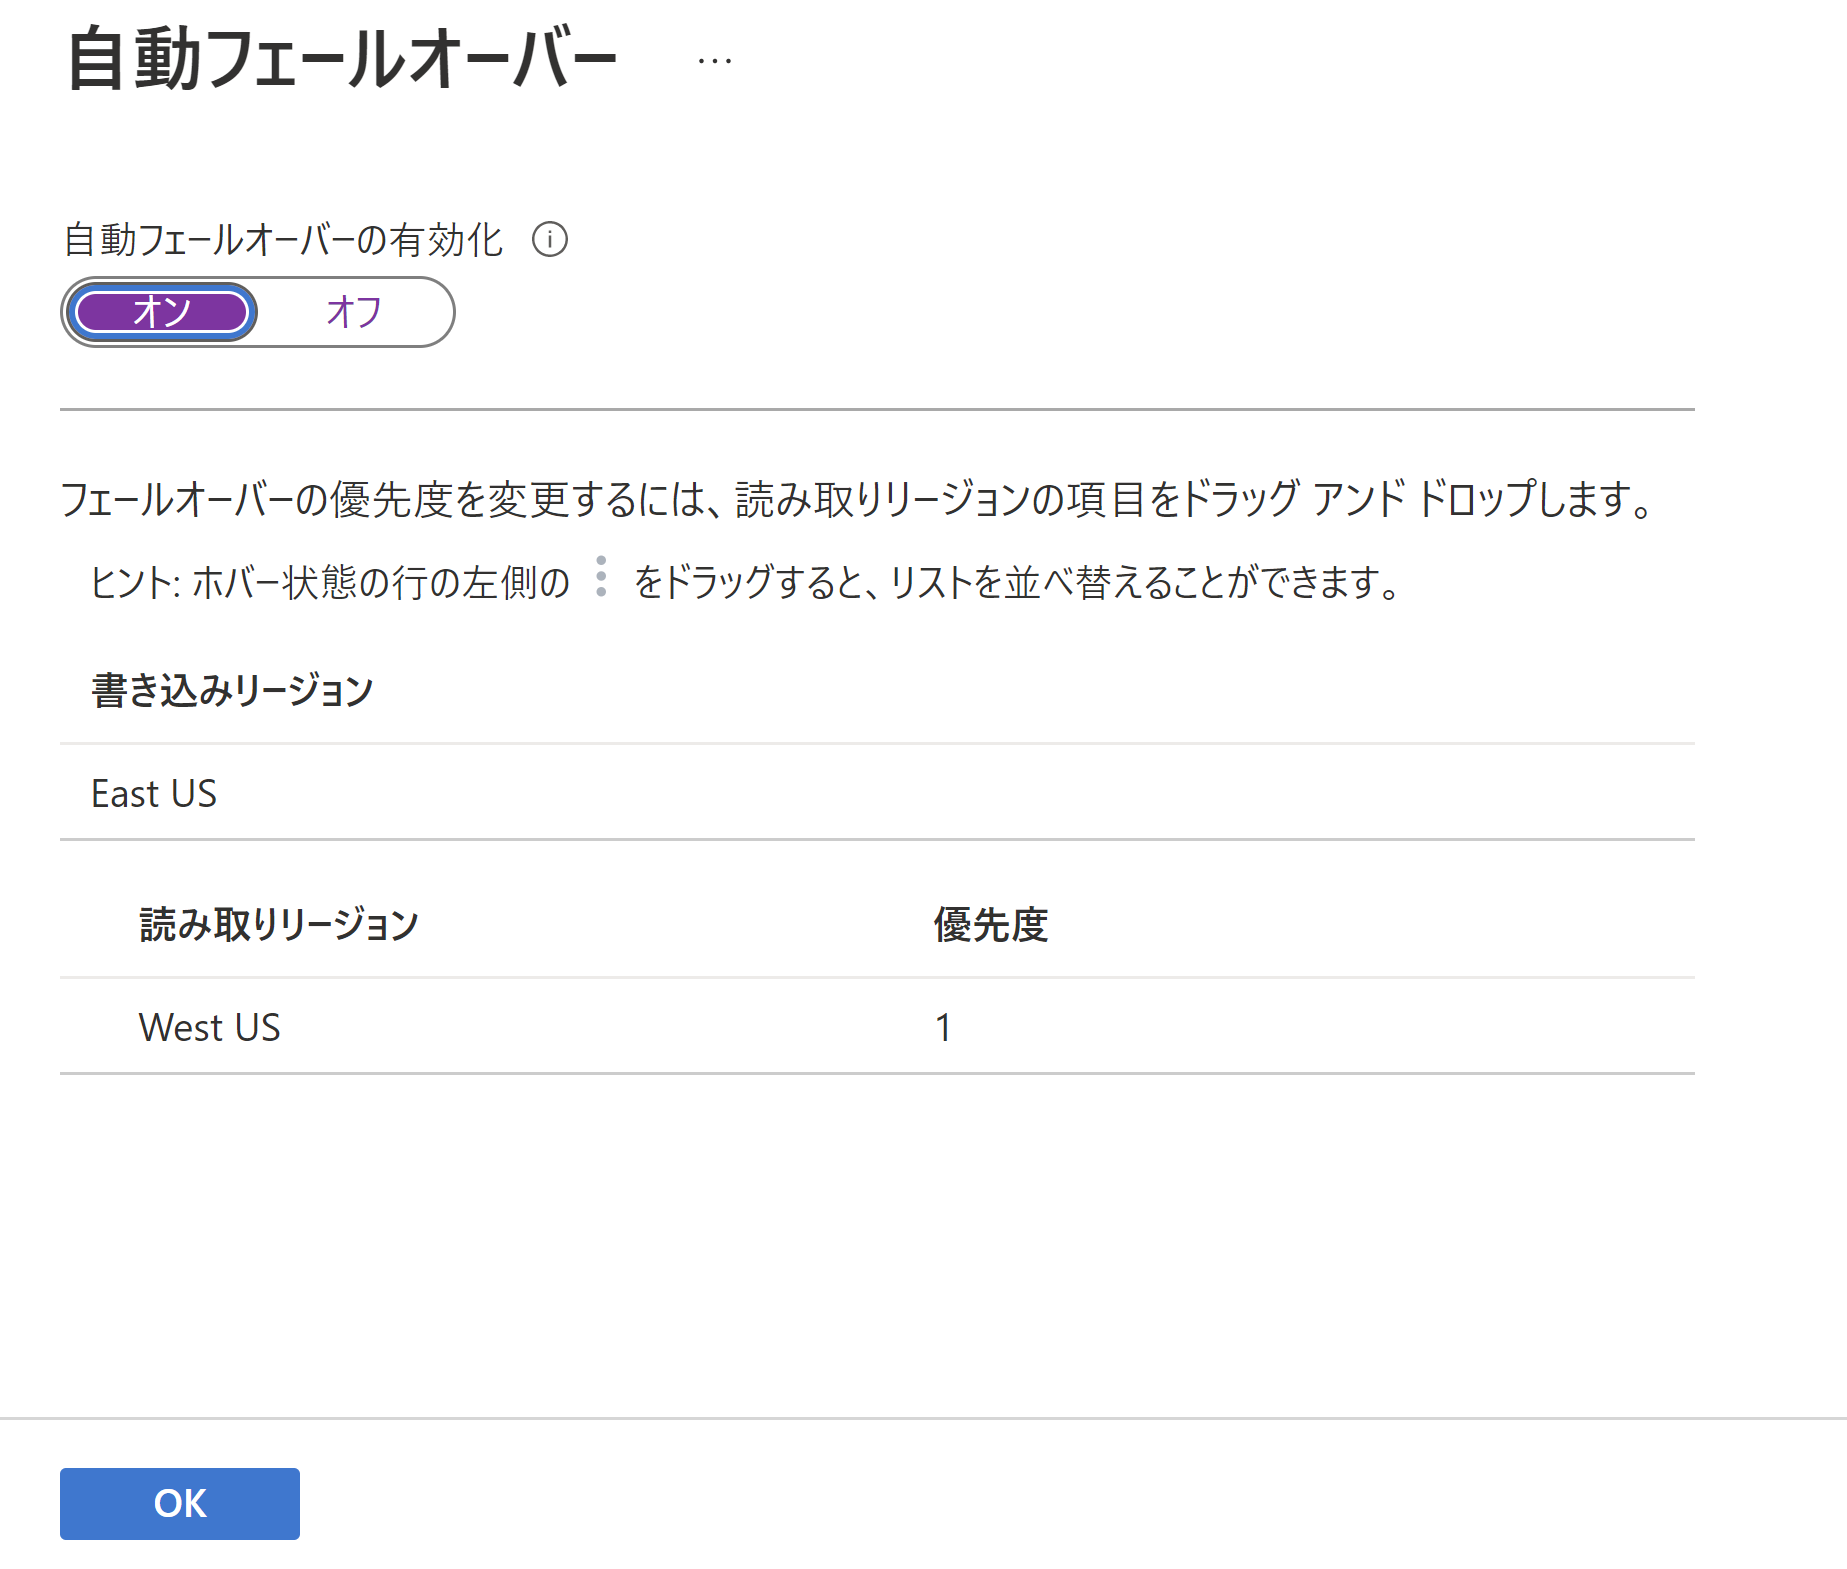 自動フェールオーバー …
自動フェールオーバーの有効化
オン オフ
フェールオーバーの優先度を変更するには、読み取りリージョンの項目をドラッグ アンド ドロップします。
ヒント: ホバー状態の行の左側の をドラッグすると、リストを並べ替えることができます。
書き込みリージョン
East US
読み取りリージョン 優先度
West US 1
OK